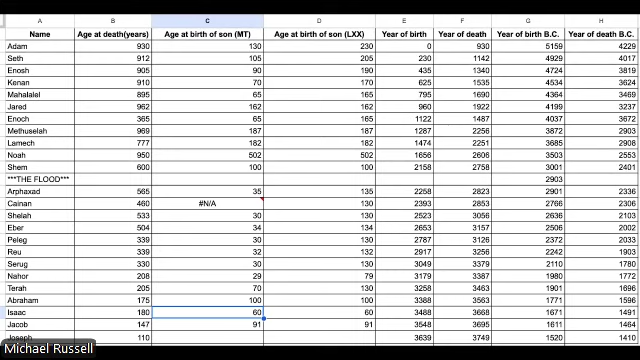 A B C D E F G H
Name Age at death(years) Age at birth of son (MT) Age at birth of son (LXX) Year of birth Year of death Year of birth B.C. Year of death B.C.
Adam 930 130 230 0 930 5159 4229
Seth 912 105 205 230 1142 4929 4017
Enosh 905 90 190 435 1340 4724 3819
Kenan 910 70 170 625 1535 4534 3624
Mahalalel 895 65 165 795 1690 4364 3469
Jared 962 162 162 960 1922 4199 3237
Enoch 365 65 165 1122 1487 4037 3672
Methuselah 969 187 187 1287 2256 3872 2903
Lamech 777 182 182 1474 2251 3685 2908
Noah 950 502 502 1656 2606 3503 2553
Shem 600 100 100 2158 2758 3001 2401
***THE FLOOD*** 2903
Arphaxad 565 35 135 2258 2823 2901 2336
Cainan 460 #N/A 130 2393 2853 2766 2306
Shelah 533 30 130 2523 3056 2636 2103
Eber 504 34 134 2653 3157 2506 2002
Peleg 339 30 130 2787 3126 2372 2033
Reu 339 32 132 2917 3256 2242 1903
Serug 330 30 130 3049 3379 2110 1780
Nahor 208 29 79 3179 3387 1980 1772
Terah 205 70 130 3258 3463 1901 1696
Abraham 175 100 100 3388 3563 1771 1596
Isaac 180 60 60 3488 3668 1671 1491
Jacob 147 91 91 3548 3695 1611 1464
Joseph 110 3639 3749 1520 1410
Michael Russell